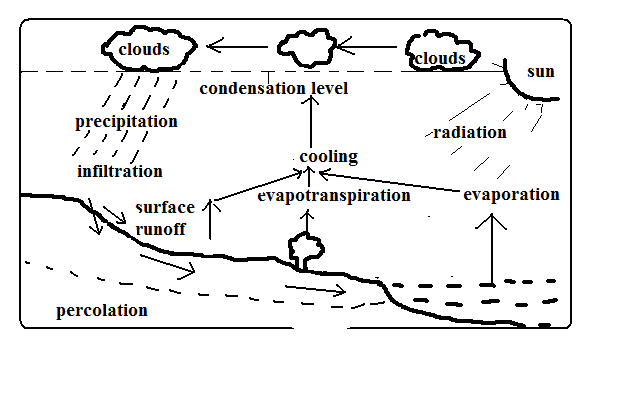 clouds
clouds
sun
condensation level
precipitation
radiation
cooling
infiltration
evapotranspiration
evaporation
surface
runoff
percolation